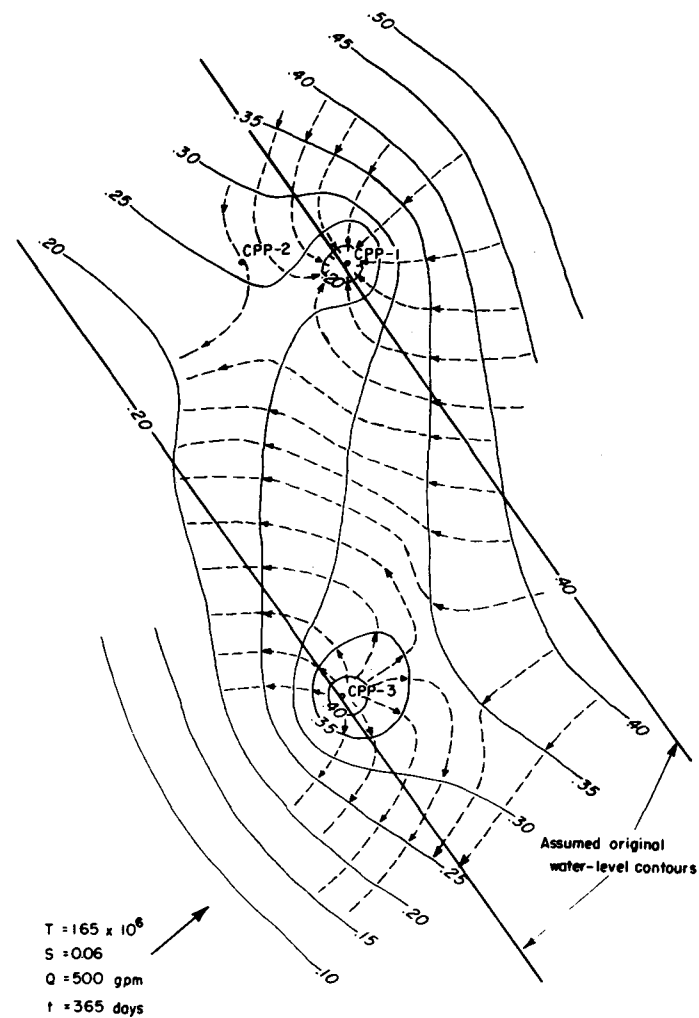 .50
.45
.40
.35
.30
.25
.20
CPP-2
CPP-1
.20
.20
.40
CPP-3
.40
.35
.40
.35
.30
Assumed original
water-level contours
.25
.20
.15
.10
T = 165 x 10⁶
S = 0.06
Q = 500 gpm
t = 365 days